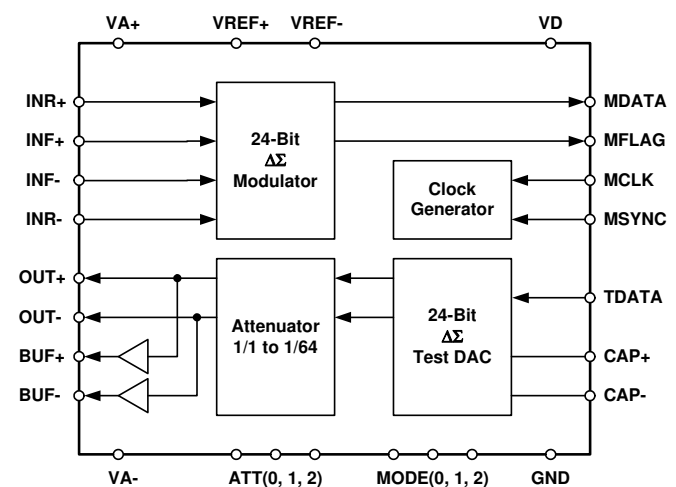 VA+
VREF+
VREF-
VD
INR+
INF+
INF-
INR-
24-Bit
ΔΣ
Modulator
MDATA
MFLAG
MCLK
MSYNC
Clock
Generator
OUT+
OUT-
BUF+
BUF-
Attenuator
1/1 to 1/64
24-Bit
ΔΣ
Test DAC
TDATA
CAP+
CAP-
VA-
ATT(0, 1, 2)
MODE(0, 1, 2)
GND